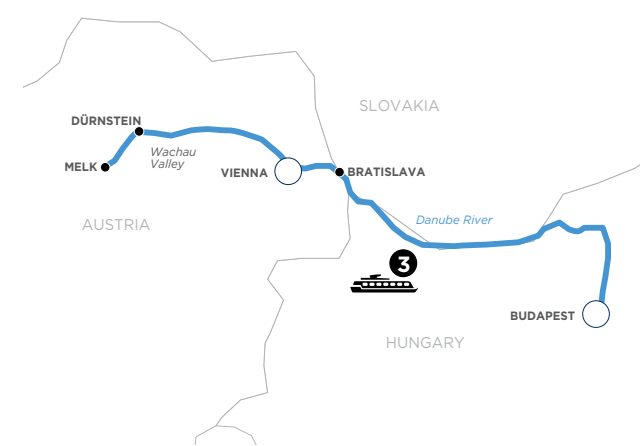 SLOVAKIA
DÜRNSTEIN
Wachau
Valley
MELK
VIENNA
BRATISLAVA
AUSTRIA
Danube River
3
BUDAPEST
HUNGARY